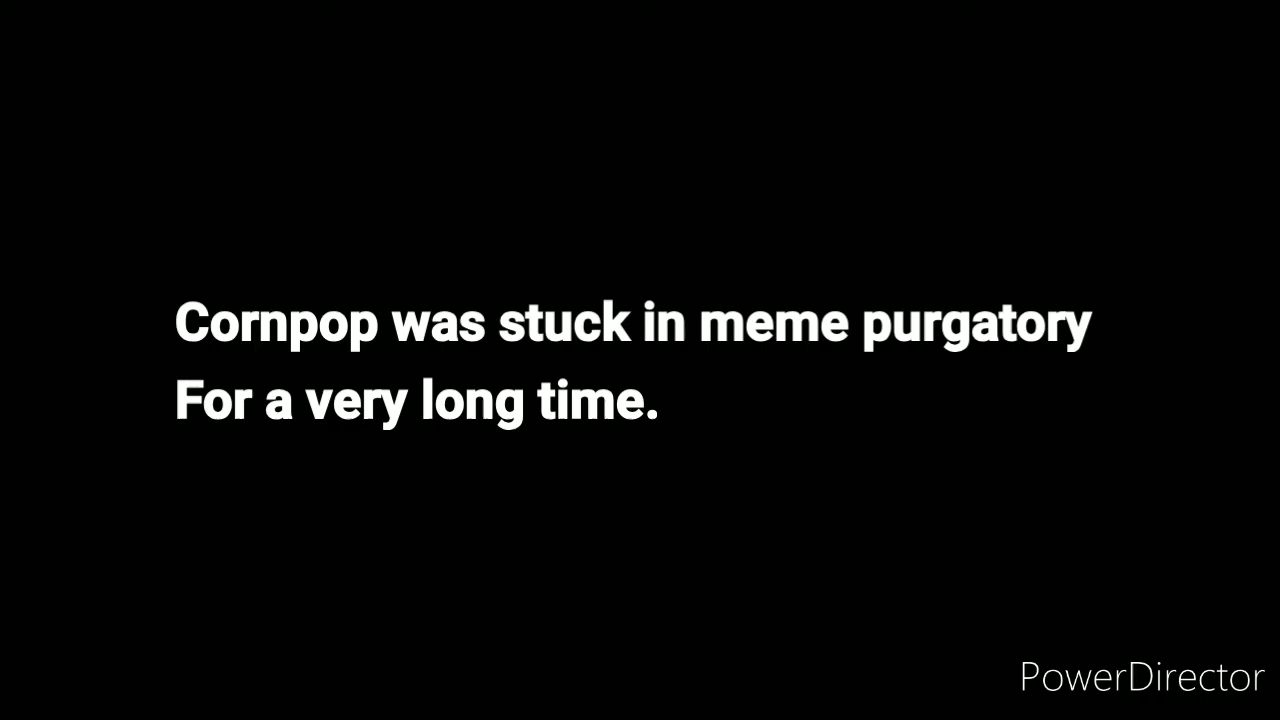 Cornpop was stuck in meme purgatory
For a very long time.
PowerDirector